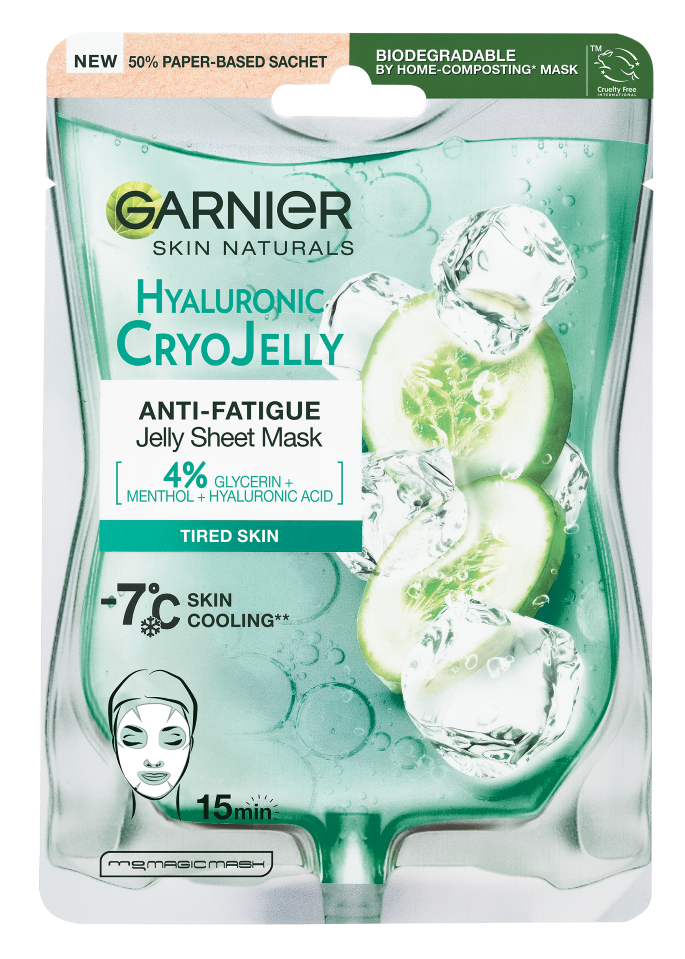 NEW 50% PAPER-BASED SACHET
BIODEGRADABLE
BY HOME-COMPOSTING* MASK
TM
Cruelty Free
INTERNATIONAL
GARNIER
SKIN NATURALS
HYALURONIC
CRYOJELLY
ANTI-FATIGUE
Jelly Sheet Mask
[ 4% GLYCERIN +
MENTHOL + HYALURONIC ACID ]
TIRED SKIN
-7°C SKIN
COOLING**
15min
MAGIC MASK